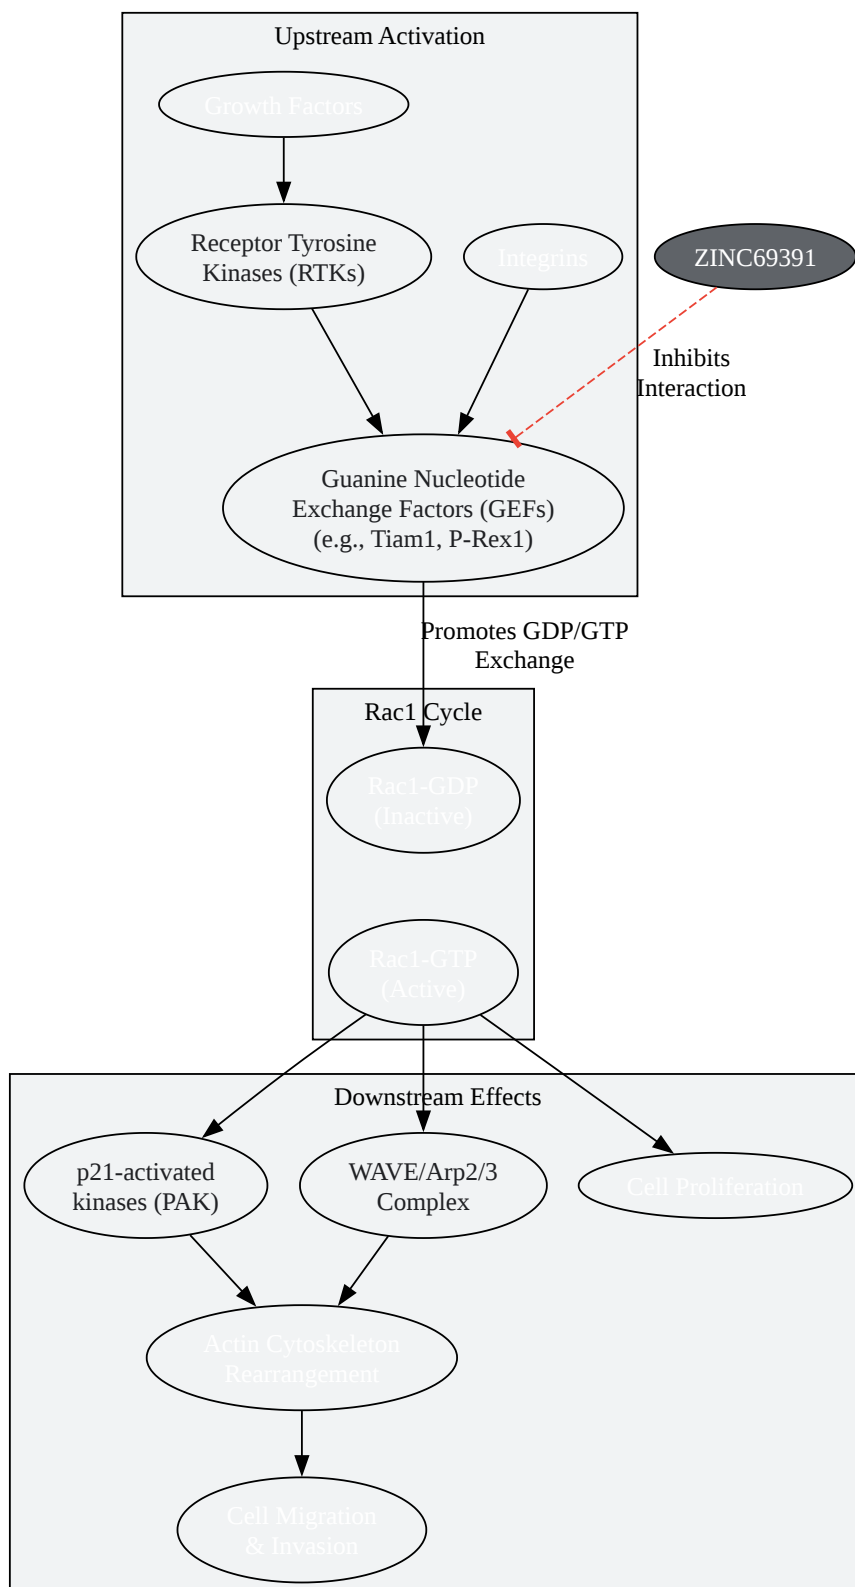 Upstream Activation
Growth Factors
Receptor Tyrosine
Kinases (RTKs)
Integrins
ZINC69391
Inhibits
Interaction
Guanine Nucleotide
Exchange Factors (GEFs)
(e.g., Tiam1, P-Rex1)
Promotes GDP/GTP
Exchange
Rac1 Cycle
Rac1-GDP
(Inactive)
Rac1-GTP
(Active)
Downstream Effects
p21-activated
kinases (PAK)
WAVE/Arp2/3
Complex
Cell Proliferation
Actin Cytoskeleton
Rearrangement
Cell Migration
& Invasion